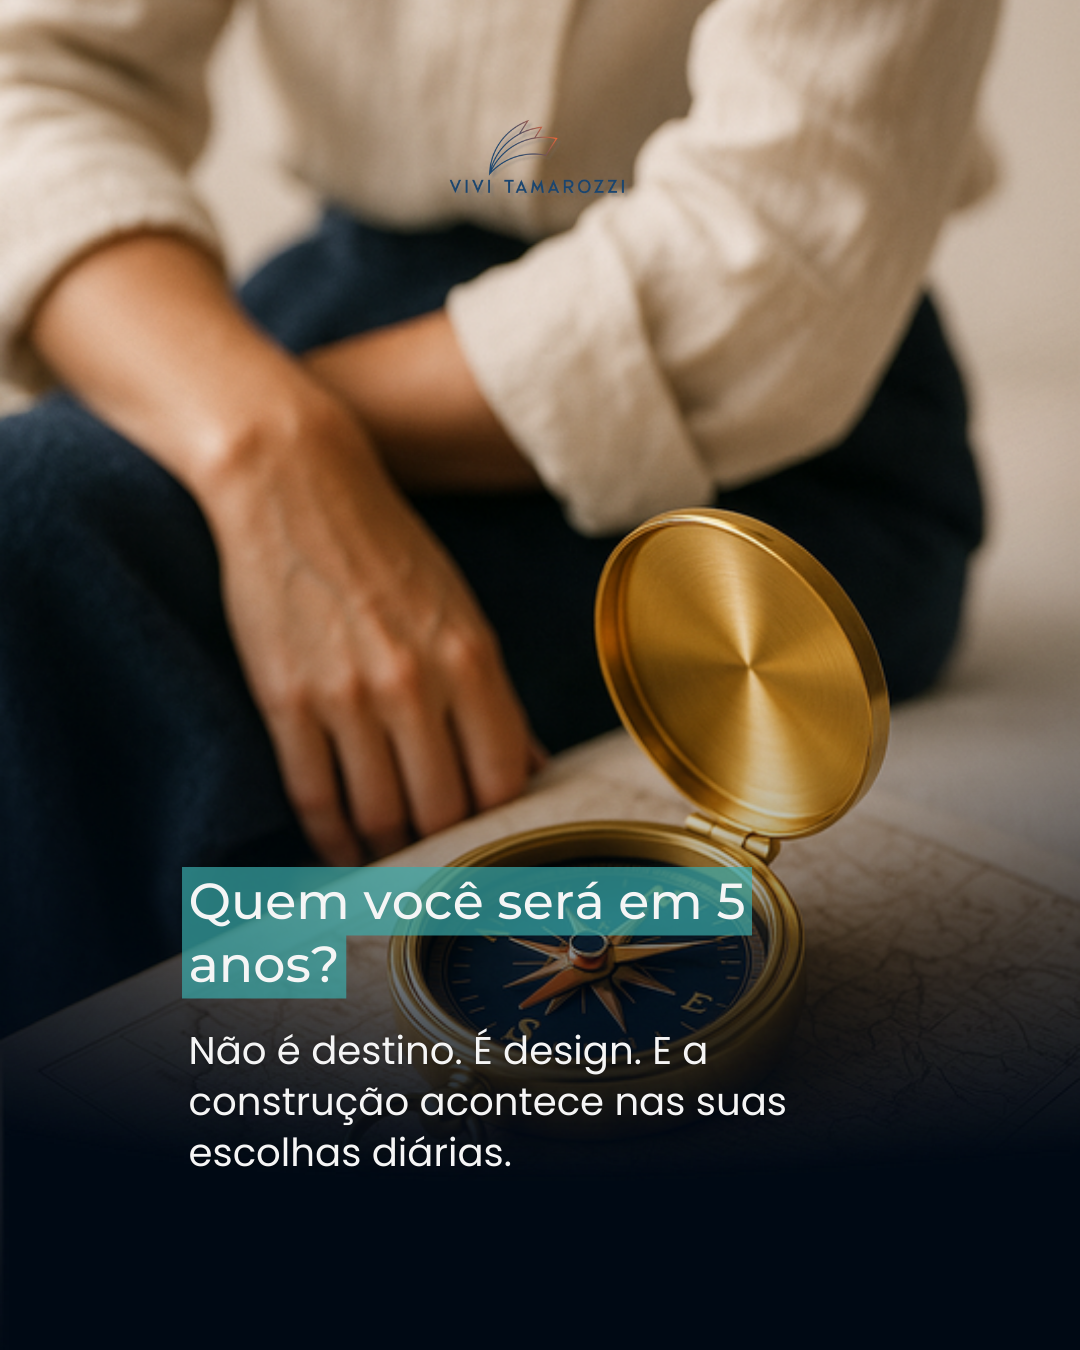 VIVI TAMAROZZI
E
S
Quem você será em 5
anos?
Não é destino. É design. E a
construção acontece nas suas
escolhas diárias.